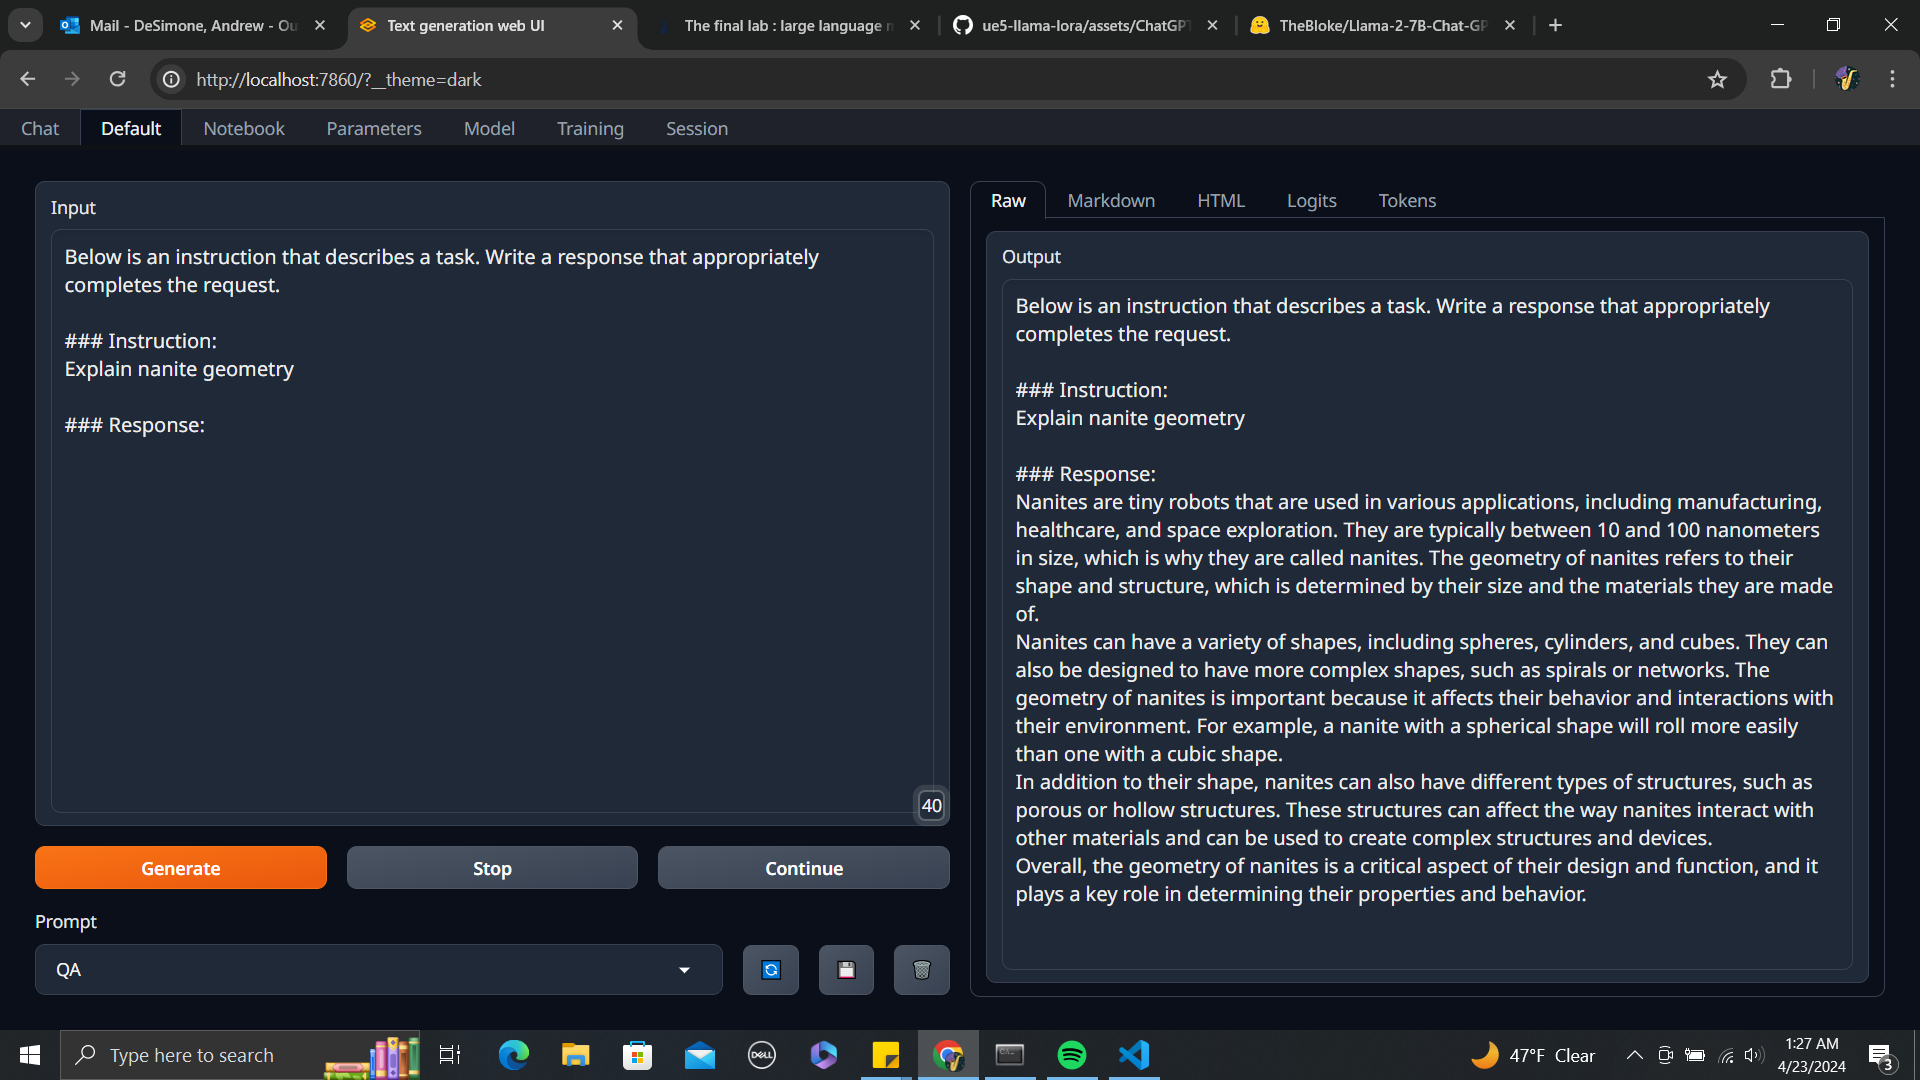 Mail - DeSimone, Andrew - Ou
Text generation web UI
The final lab : large language n
ue5-llama-lora/assets/ChatGPT
TheBloke/Llama-2-7B-Chat-GP
http://localhost:7860/?__theme=dark
Chat
Default
Notebook
Parameters
Model
Training
Session
Input
Below is an instruction that describes a task. Write a response that appropriately
completes the request.
### Instruction:
Explain nanite geometry
### Response:
40
Generate
Stop
Continue
Prompt
QA
Raw
Markdown
HTML
Logits
Tokens
Output
Below is an instruction that describes a task. Write a response that appropriately
completes the request.
### Instruction:
Explain nanite geometry
### Response:
Nanites are tiny robots that are used in various applications, including manufacturing,
healthcare, and space exploration. They are typically between 10 and 100 nanometers
in size, which is why they are called nanites. The geometry of nanites refers to their
shape and structure, which is determined by their size and the materials they are made
of.
Nanites can have a variety of shapes, including spheres, cylinders, and cubes. They can
also be designed to have more complex shapes, such as spirals or networks. The
geometry of nanites is important because it affects their behavior and interactions with
their environment. For example, a nanite with a spherical shape will roll more easily
than one with a cubic shape.
In addition to their shape, nanites can also have different types of structures, such as
porous or hollow structures. These structures can affect the way nanites interact with
other materials and can be used to create complex structures and devices.
Overall, the geometry of nanites is a critical aspect of their design and function, and it
plays a key role in determining their properties and behavior.
Type here to search
DELL
47°F Clear
1:27 AM
4/23/2024
3